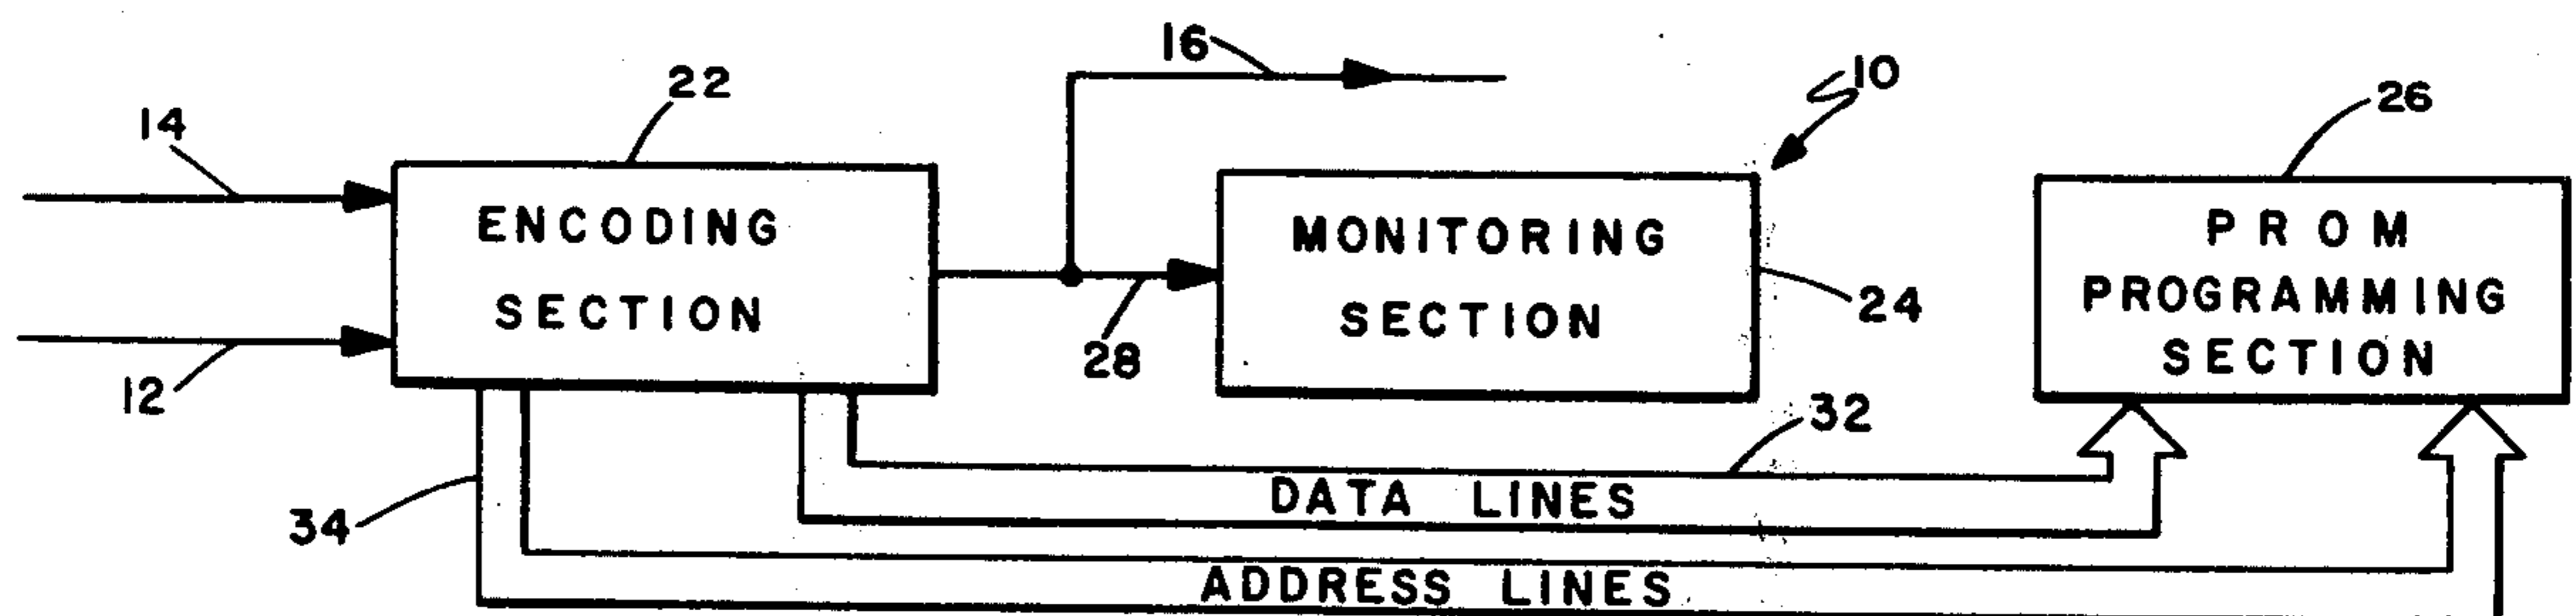 16
10
22
26
14
ENCODING
SECTION
MONITORING
SECTION
PROM
PROGRAMMING
SECTION
24
28
12
32
34
DATA LINES
ADDRESS LINES